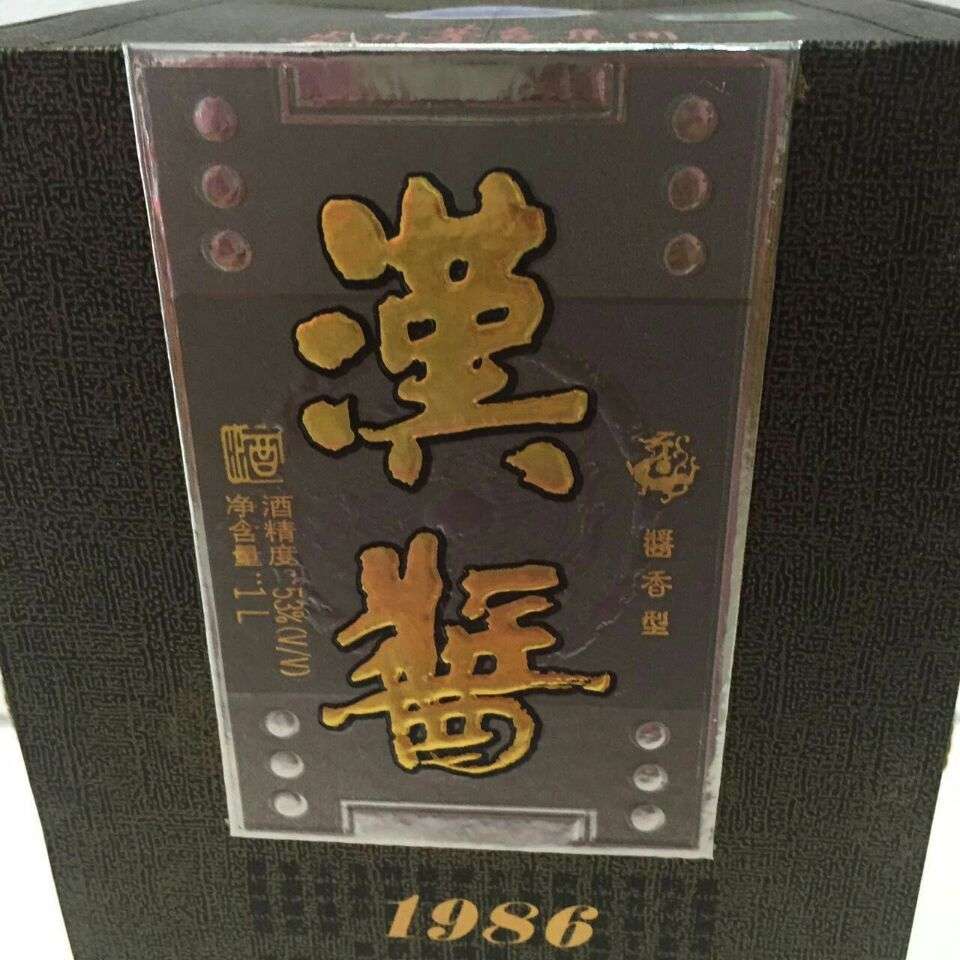 漢
醬
酒
酒精度:53%(V/V)
净含量:1L
醬香型
1986